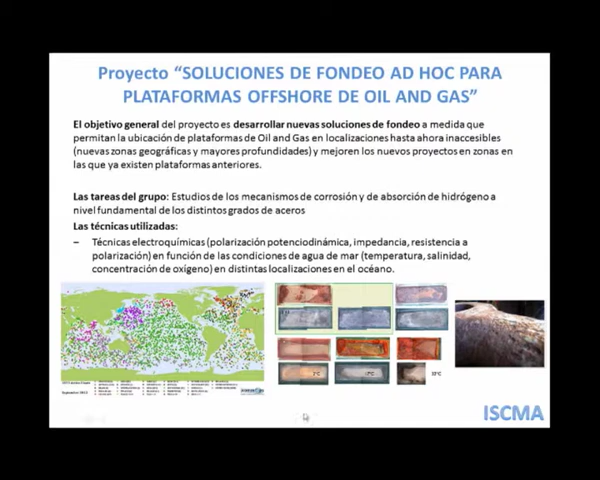 Proyecto “SOLUCIONES DE FONDEO AD HOC PARA
PLATAFORMAS OFFSHORE DE OIL AND GAS”
El objetivo general del proyecto es desarrollar nuevas soluciones de fondeo a medida que
permitan la ubicación de plataformas de Oil and Gas en localizaciones hasta ahora inaccesibles
(nuevas zonas geográficas y mayores profundidades) y mejoren los nuevos proyectos en zonas en
las que ya existen plataformas anteriores.
Las tareas del grupo: Estudios de los mecanismos de corrosión y de absorción de hidrógeno a
nivel fundamental de los distintos grados de aceros
Las técnicas utilizadas:
– Técnicas electroquímicas (polarización potenciodinámica, impedancia, resistencia a
polarización) en función de las condiciones de agua de mar (temperatura, salinidad,
concentración de oxígeno) en distintas localizaciones en el océano.
ISCMA